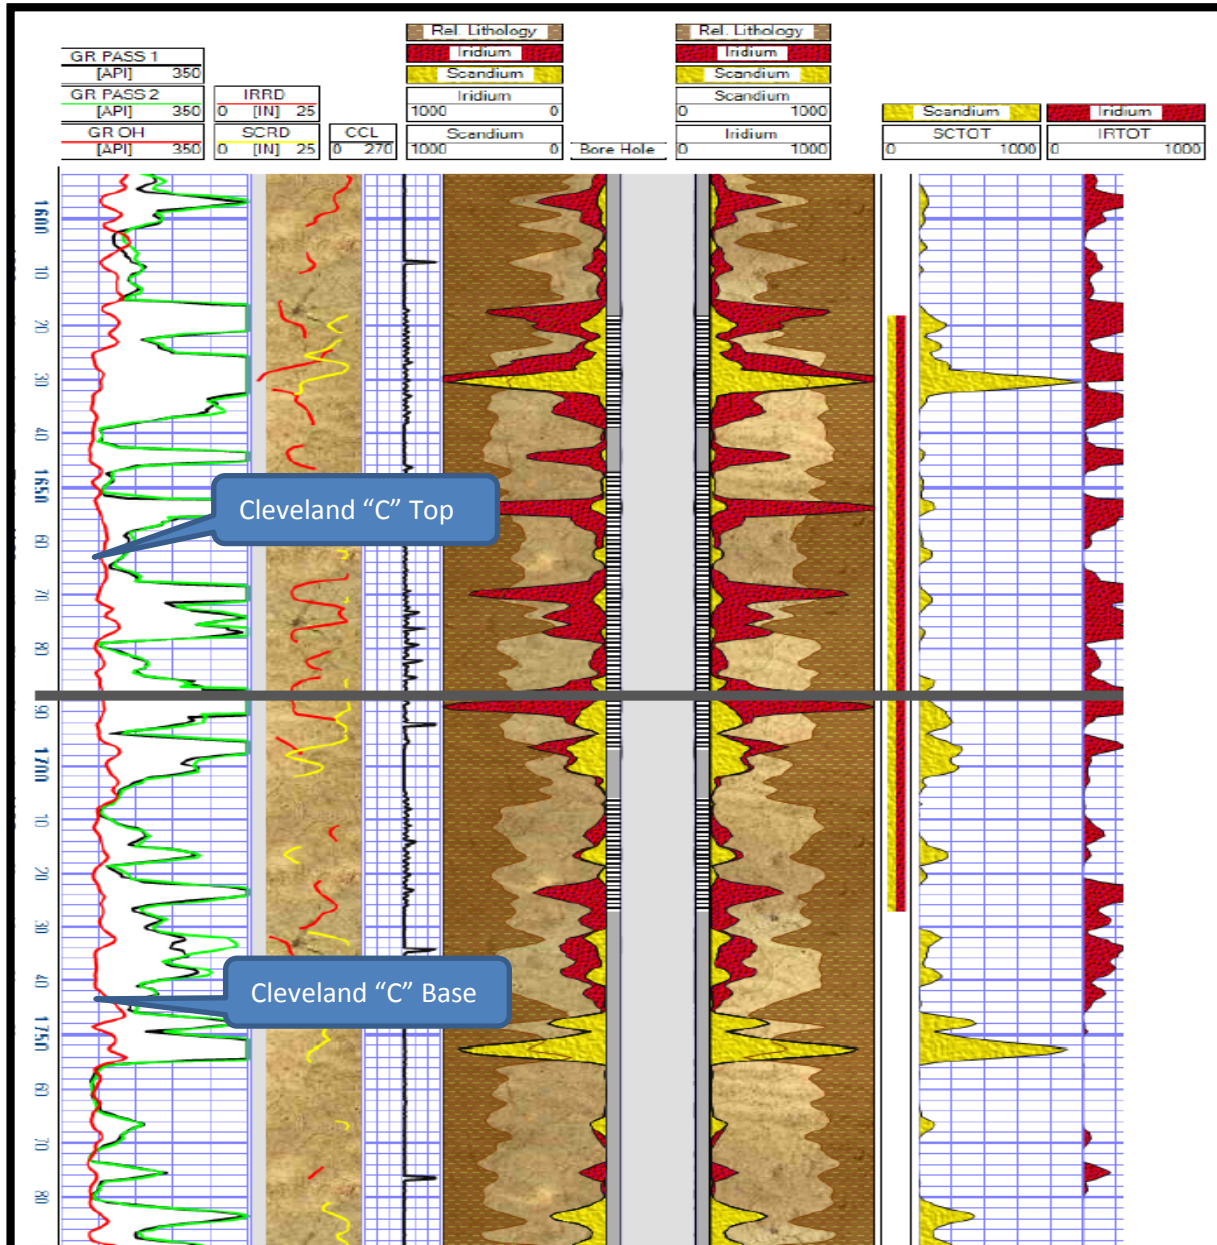 Rel. Lithology
Rel. Lithology
GR PASS 1
Iridium
Iridium
[API] 350
Scandium
Scandium
GR PASS 2
IRRD
Iridium
Scandium
[API] 350
0 [IN] 25
1000 0
0 1000
Scandium
Iridium
GR OH
SCRD
CCL
Scandium
Bore Hole
Iridium
SCTOT
IRTOT
[API] 350
0 [IN] 25
0 270
1000 0
0 1000
0 1000
0 1000
1600
10
20
30
40
1650
Cleveland “C” Top
60
70
80
90
1700
10
20
30
40
Cleveland “C” Base
1750
60
70
80